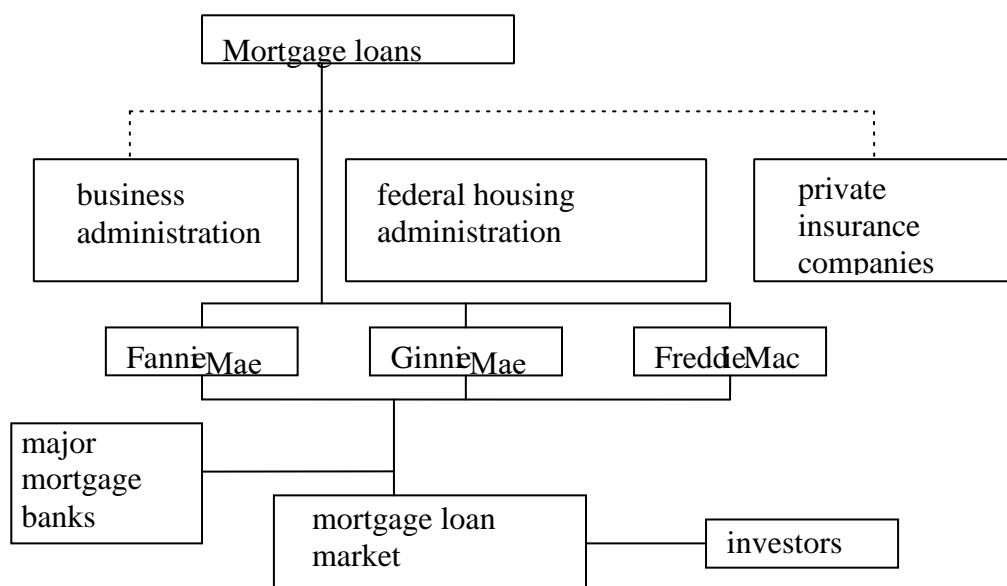 Mortgage loans
business
administration
federal housing
administration
private
insurance
companies
Fannie Mae
Ginnie Mae
Freddie Mac
major
mortgage
banks
mortgage loan
market
investors